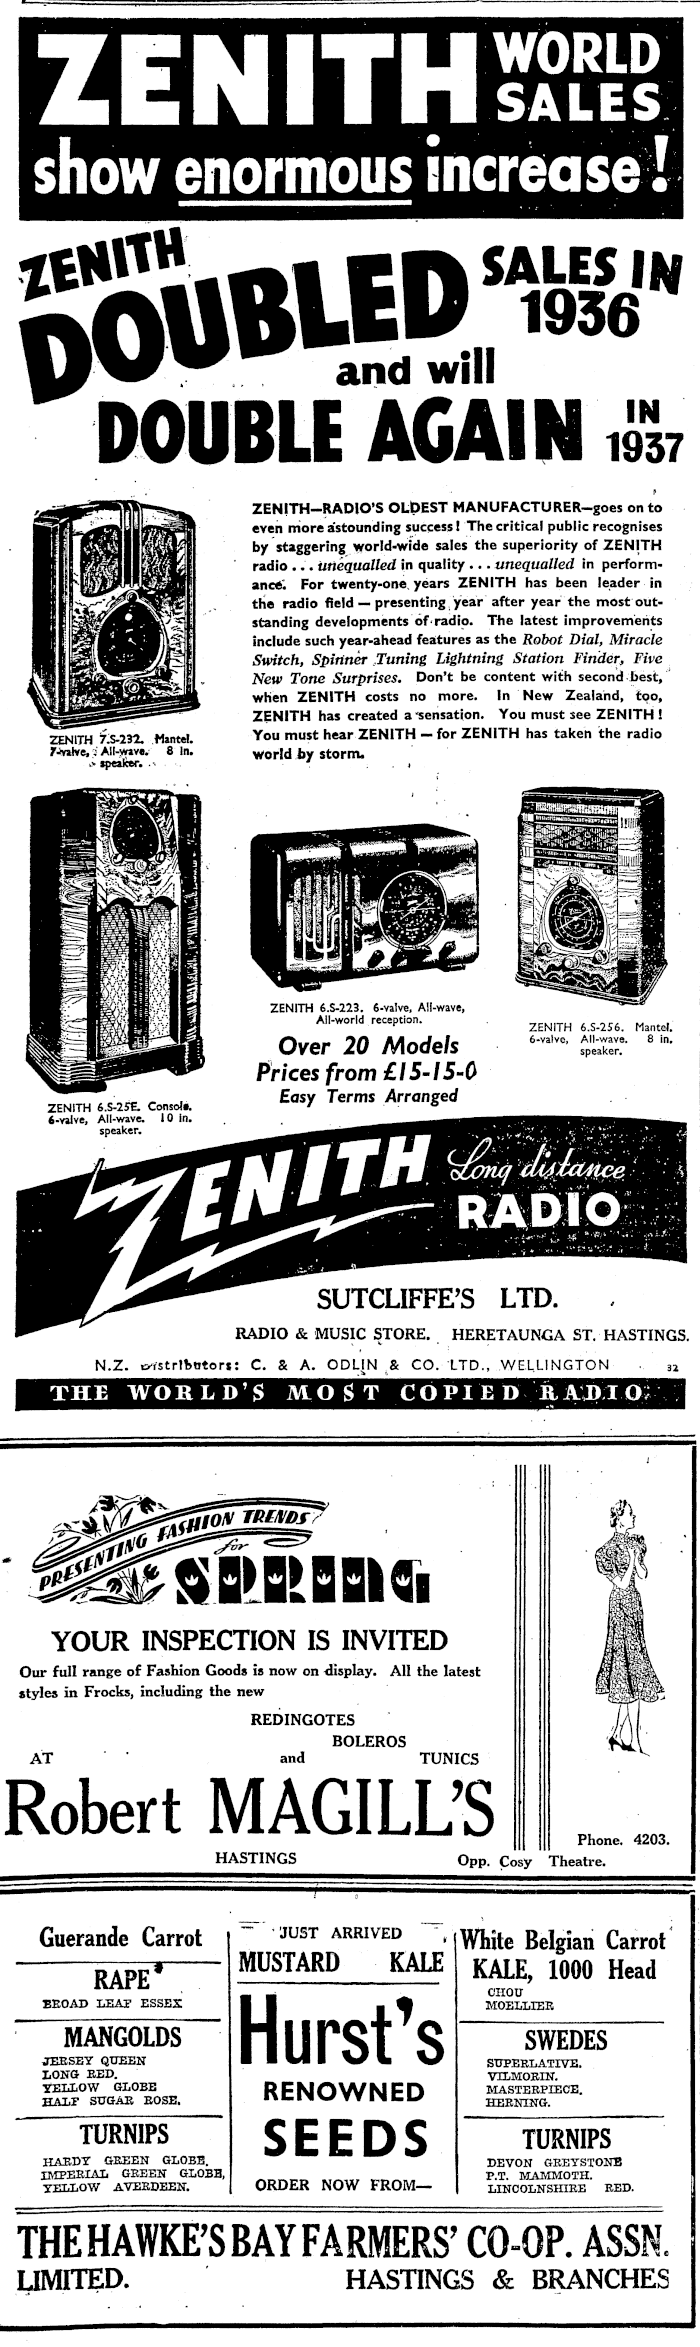 ZENITH WORLD SALES
show enormous increase!
ZENITH
DOUBLED
SALES IN
1936
and will
DOUBLE AGAIN IN
1937
ZENITH—RADIO'S OLDEST MANUFACTURER—goes on to
even more astounding success! The critical public recognises
by staggering world-wide sales the superiority of ZENITH
radio . . . unequalled in quality . . . unequalled in perform-
ance. For twenty-one years ZENITH has been leader in
the radio field — presenting year after year the most out-
standing developments of radio. The latest improvements
include such year-ahead features as the Robot Dial, Miracle
Switch, Spinner Tuning Lightning Station Finder, Five
New Tone Surprises. Don't be content with second best,
when ZENITH costs no more. In New Zealand, too,
ZENITH has created a sensation. You must see ZENITH!
You must hear ZENITH — for ZENITH has taken the radio
world by storm.
ZENITH 7.S-232. Mantel.
7-valve, All-wave. 8 in.
speaker.
ZENITH 6.S-223. 6-valve, All-wave,
All-world reception.
ZENITH 6.S-256. Mantel.
6-valve, All-wave. 8 in.
speaker.
Over 20 Models
Prices from £15-15-0
Easy Terms Arranged
ZENITH 6.S-25E. Console.
6-valve, All-wave. 10 in.
speaker.
ZENITH Long distance
RADIO
SUTCLIFFE'S LTD.
RADIO & MUSIC STORE. HERETAUNGA ST. HASTINGS.
N.Z. Distributors: C. & A. ODLIN & CO. LTD., WELLINGTON 32
THE WORLD'S MOST COPIED RADIO
PRESENTING FASHION TRENDS
for
SPRING
YOUR INSPECTION IS INVITED
Our full range of Fashion Goods is now on display. All the latest
styles in Frocks, including the new
REDINGOTES
BOLEROS
AT and TUNICS
Robert MAGILL'S
HASTINGS
Phone. 4203.
Opp. Cosy Theatre.
Guerande Carrot
RAPE
BROAD LEAF ESSEX
MANGOLDS
JERSEY QUEEN
LONG RED.
YELLOW GLOBE
HALF SUGAR ROSE.
TURNIPS
HARDY GREEN GLOBE,
IMPERIAL GREEN GLOBE,
YELLOW AVERDEEN.
JUST ARRIVED
MUSTARD KALE
Hurst's
RENOWNED
SEEDS
ORDER NOW FROM—
White Belgian Carrot
KALE, 1000 Head
CHOU
MOELLIER
SWEDES
SUPERLATIVE.
VILMORIN.
MASTERPIECE.
HERNING.
TURNIPS
DEVON GREYSTONE
P.T. MAMMOTH.
LINCOLNSHIRE RED.
THE HAWKE'S BAY FARMERS' CO-OP. ASSN.
LIMITED. HASTINGS & BRANCHES